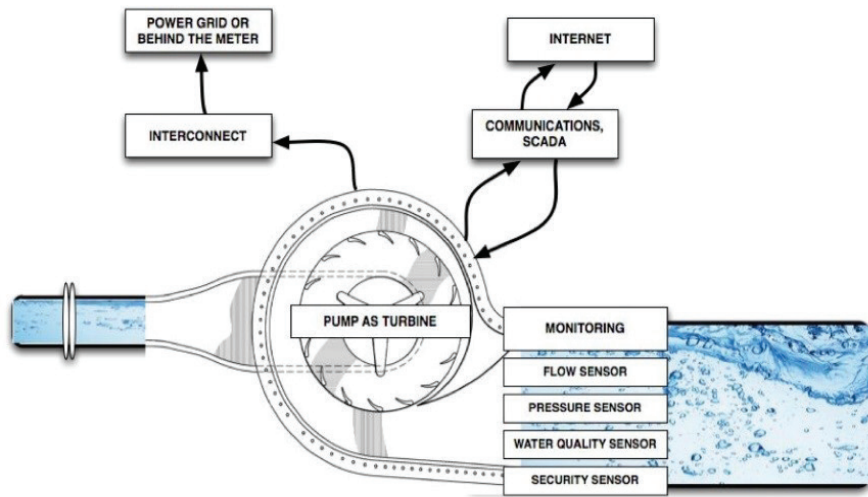 POWER GRID OR
BEHIND THE METER
INTERNET
INTERCONNECT
COMMUNICATIONS,
SCADA
PUMP AS TURBINE
MONITORING
FLOW SENSOR
PRESSURE SENSOR
WATER QUALITY SENSOR
SECURITY SENSOR